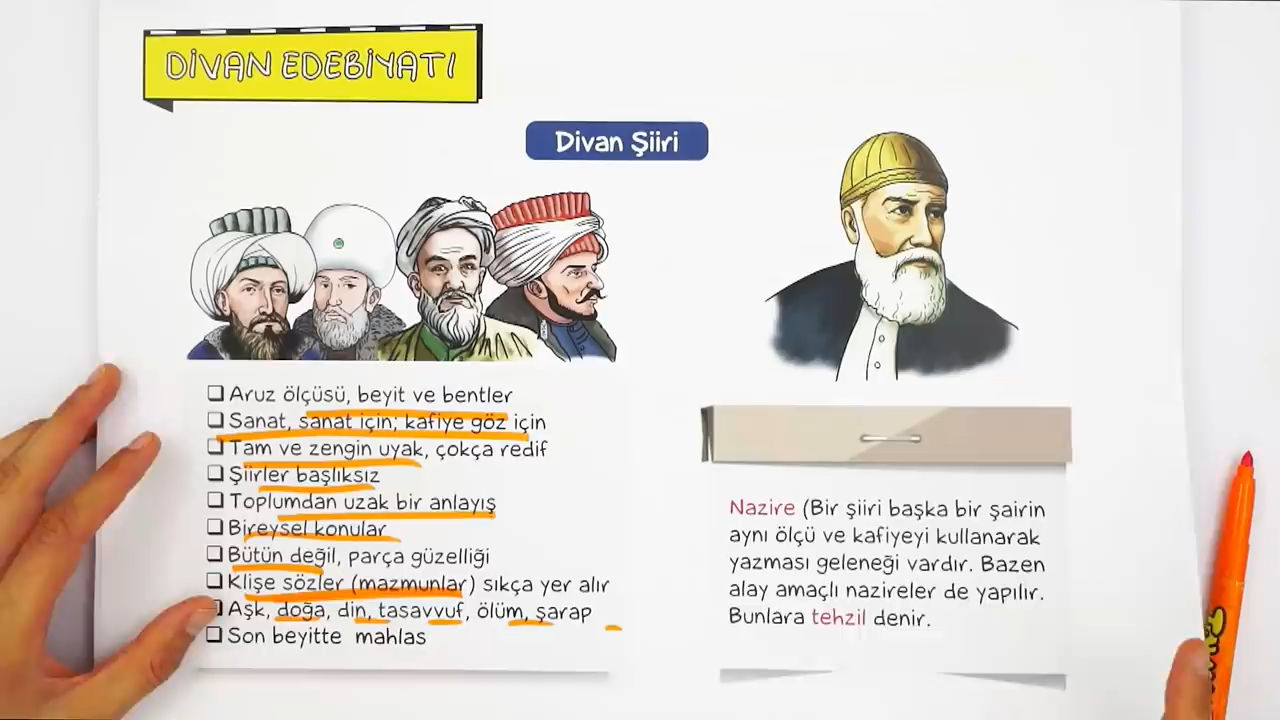 DİVAN EDEBİYATI
Divan Şiiri
Aruz ölçüsü, beyit ve bentler
Sanat, sanat için; kafiye göz için
Tam ve zengin uyak, çokça redif
Şiirler başlıksız
Toplumdan uzak bir anlayış
Bireysel konular
Bütün değil, parça güzelliği
Klişe sözler (mazmunlar) sıkça yer alır
Aşk, doğa, din, tasavvuf, ölüm, şarap
Son beyitte mahlas
Nazire (Bir şiiri başka bir şairin
aynı ölçü ve kafiyeyi kullanarak
yazması geleneği vardır. Bazen
alay amaçlı nazireler de yapılır.
Bunlara tehzil denir.